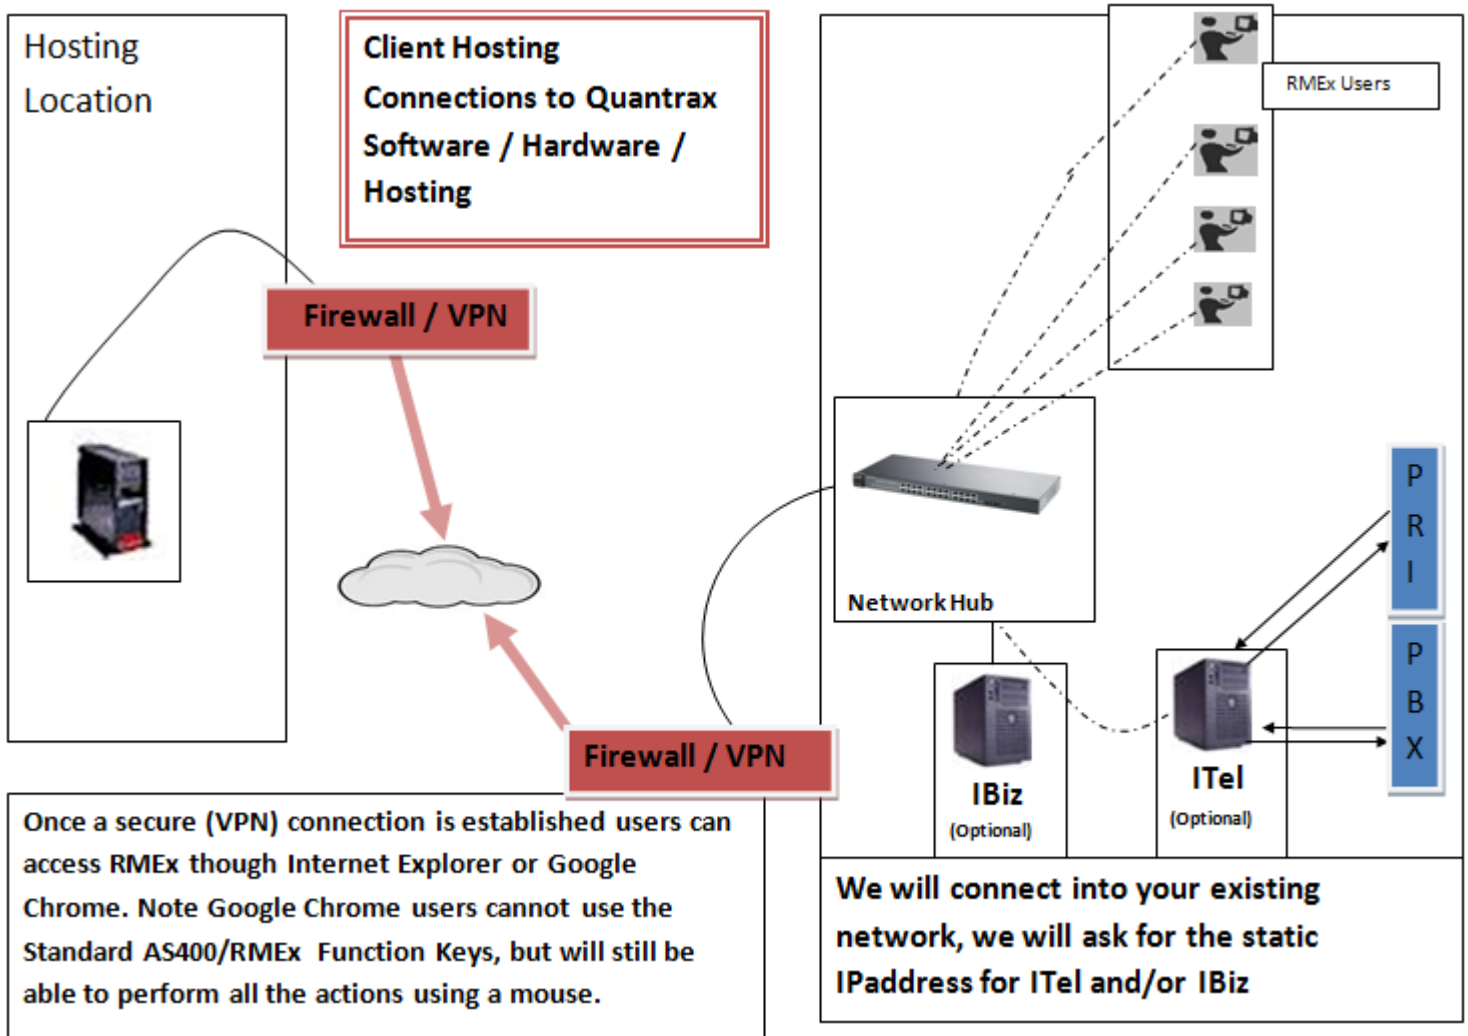 Hosting
Location
Client Hosting
Connections to Quantrax
Software / Hardware /
Hosting
RMEx Users
Firewall / VPN
P
R
I
Network Hub
P
B
X
Firewall / VPN
IBiz
(Optional)
ITel
(Optional)
Once a secure (VPN) connection is established users can
access RMEx though Internet Explorer or Google
Chrome. Note Google Chrome users cannot use the
Standard AS400/RMEx Function Keys, but will still be
able to perform all the actions using a mouse.
We will connect into your existing
network, we will ask for the static
IPaddress for ITel and/or IBiz